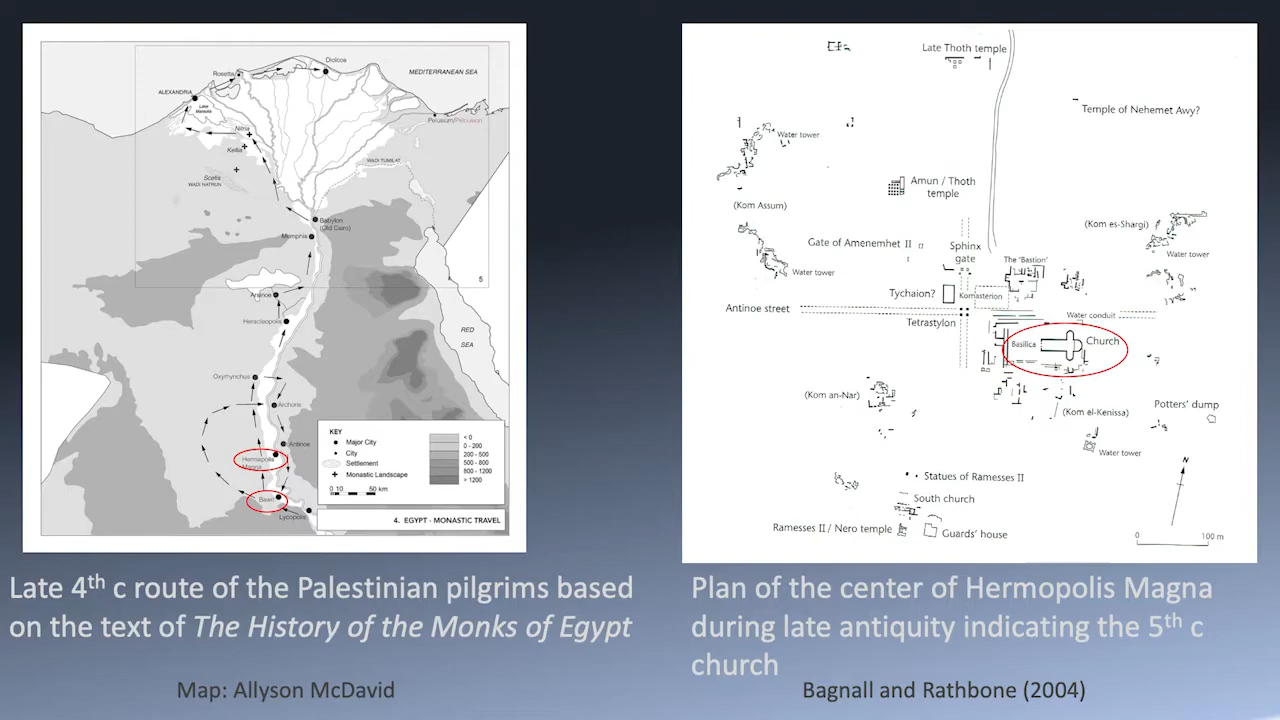 Diolcos
MEDITERRANEAN SEA
Rosetta
ALEXANDRIA
Lake
Mareotis
Pelusium/Pelousion
Nitria
Kellia
WADI TUMILAT
Scetis
WADI NATRUN
Babylon
(Old Cairo)
Memphis
5
Arsinoe
Heracleopolis
RED
SEA
Oxyrhynchus
Achoris
Antinoe
Hermopolis
Magna
Bawit
Lycopolis
KEY
Major City
City
Settlement
Monastic Landscape
0 10 50 km
< 0
0 - 200
200 - 500
500 - 800
800 - 1200
> 1200
4. EGYPT - MONASTIC TRAVEL
Late 4th c route of the Palestinian pilgrims based
on the text of The History of the Monks of Egypt
Map: Allyson McDavid
Late Thoth temple
Temple of Nehemet Awy?
Water tower
Amun / Thoth
temple
(Kom Assum)
(Kom es-Shargi)
Gate of Amenemhet II
Sphinx
gate
The 'Bastion'
Water tower
Water tower
Tychaion?
Komasterion
Antinoe street
Water conduit
Tetrastylon
Basilica
Church
(Kom an-Nar)
(Kom el-Kenissa)
Potters' dump
Water tower
N
Statues of Ramesses II
South church
Ramesses II / Nero temple
Guards' house
0 100 m
Plan of the center of Hermopolis Magna
during late antiquity indicating the 5th c
church
Bagnall and Rathbone (2004)